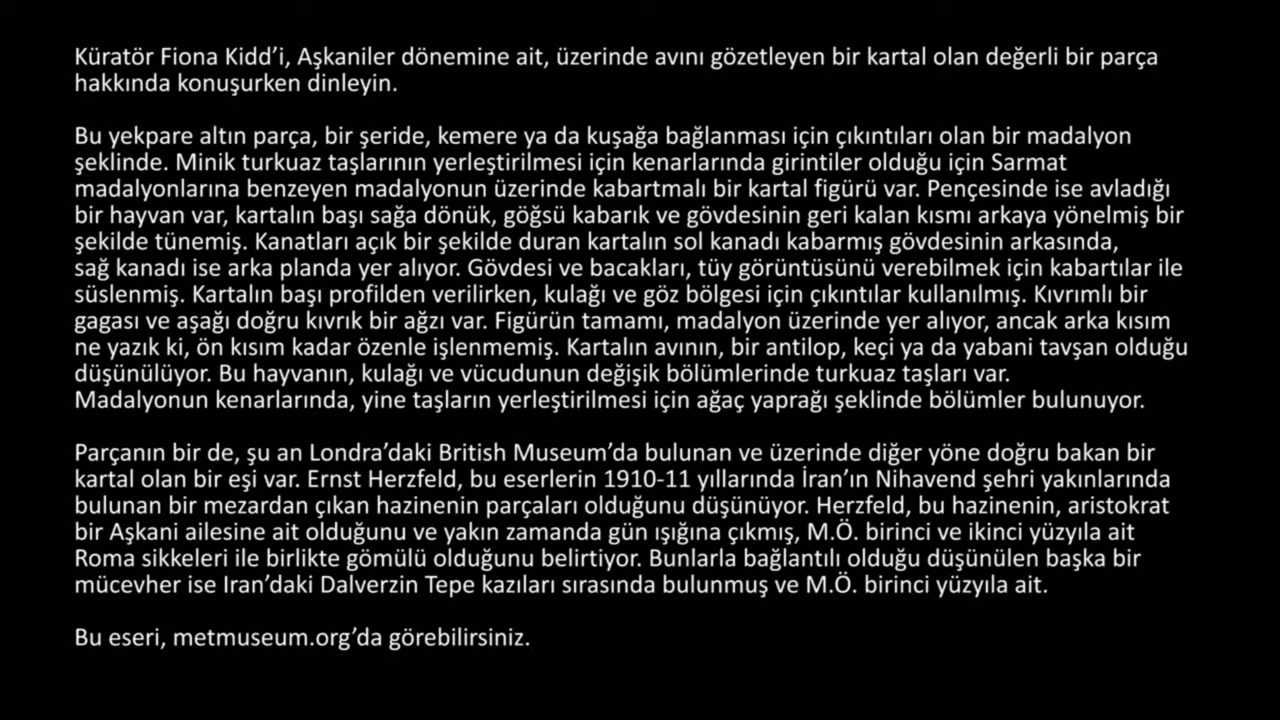 Küratör Fiona Kidd’i, Aşkaniler dönemine ait, üzerinde avını gözetleyen bir kartal olan değerli bir parça
hakkında konuşurken dinleyin.
Bu yekpare altın parça, bir şeride, kemere ya da kuşağa bağlanması için çıkıntıları olan bir madalyon
şeklinde. Minik turkuaz taşlarının yerleştirilmesi için kenarlarında girintiler olduğu için Sarmat
madalyonlarına benzeyen madalyonun üzerinde kabartmalı bir kartal figürü var. Pençesinde ise avladığı
bir hayvan var, kartalın başı sağa dönük, göğsü kabarık ve gövdesinin geri kalan kısmı arkaya yönelmiş bir
şekilde tünemiş. Kanatları açık bir şekilde duran kartalın sol kanadı kabarmış gövdesinin arkasında,
sağ kanadı ise arka planda yer alıyor. Gövdesi ve bacakları, tüy görüntüsünü verebilmek için kabartılar ile
süslenmiş. Kartalın başı profilden verilirken, kulağı ve göz bölgesi için çıkıntılar kullanılmış. Kıvrımlı bir
gagası ve aşağı doğru kıvrık bir ağzı var. Figürün tamamı, madalyon üzerinde yer alıyor, ancak arka kısım
ne yazık ki, ön kısım kadar özenle işlenmemiş. Kartalın avının, bir antilop, keçi ya da yabani tavşan olduğu
düşünülüyor. Bu hayvanın, kulağı ve vücudunun değişik bölümlerinde turkuaz taşları var.
Madalyonun kenarlarında, yine taşların yerleştirilmesi için ağaç yaprağı şeklinde bölümler bulunuyor.
Parçanın bir de, şu an Londra’daki British Museum’da bulunan ve üzerinde diğer yöne doğru bakan bir
kartal olan bir eşi var. Ernst Herzfeld, bu eserlerin 1910-11 yıllarında İran’ın Nihavend şehri yakınlarında
bulunan bir mezardan çıkan hazinenin parçaları olduğunu düşünüyor. Herzfeld, bu hazinenin, aristokrat
bir Aşkani ailesine ait olduğunu ve yakın zamanda gün ışığına çıkmış, M.Ö. birinci ve ikinci yüzyıla ait
Roma sikkeleri ile birlikte gömülü olduğunu belirtiyor. Bunlarla bağlantılı olduğu düşünülen başka bir
mücevher ise Iran’daki Dalverzin Tepe kazıları sırasında bulunmuş ve M.Ö. birinci yüzyıla ait.
Bu eseri, metmuseum.org’da görebilirsiniz.